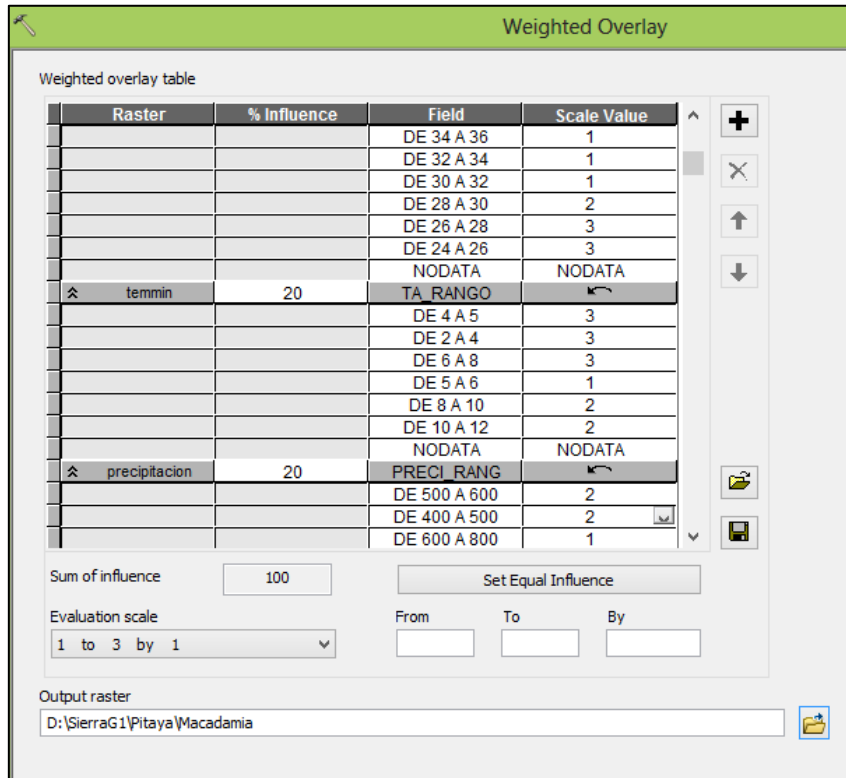 Weighted Overlay
Weighted overlay table
Raster % Influence Field Scale Value
DE 34 A 36 1
DE 32 A 34 1
DE 30 A 32 1
DE 28 A 30 2
DE 26 A 28 3
DE 24 A 26 3
NODATA NODATA
temmin 20 TA_RANGO
DE 4 A 5 3
DE 2 A 4 3
DE 6 A 8 3
DE 5 A 6 1
DE 8 A 10 2
DE 10 A 12 2
NODATA NODATA
precipitacion 20 PRECI_RANG
DE 500 A 600 2
DE 400 A 500 2
DE 600 A 800 1
Sum of influence 100 Set Equal Influence
Evaluation scale From To By
1 to 3 by 1
Output raster
D:\SierraG1\Pitaya\Macadamia